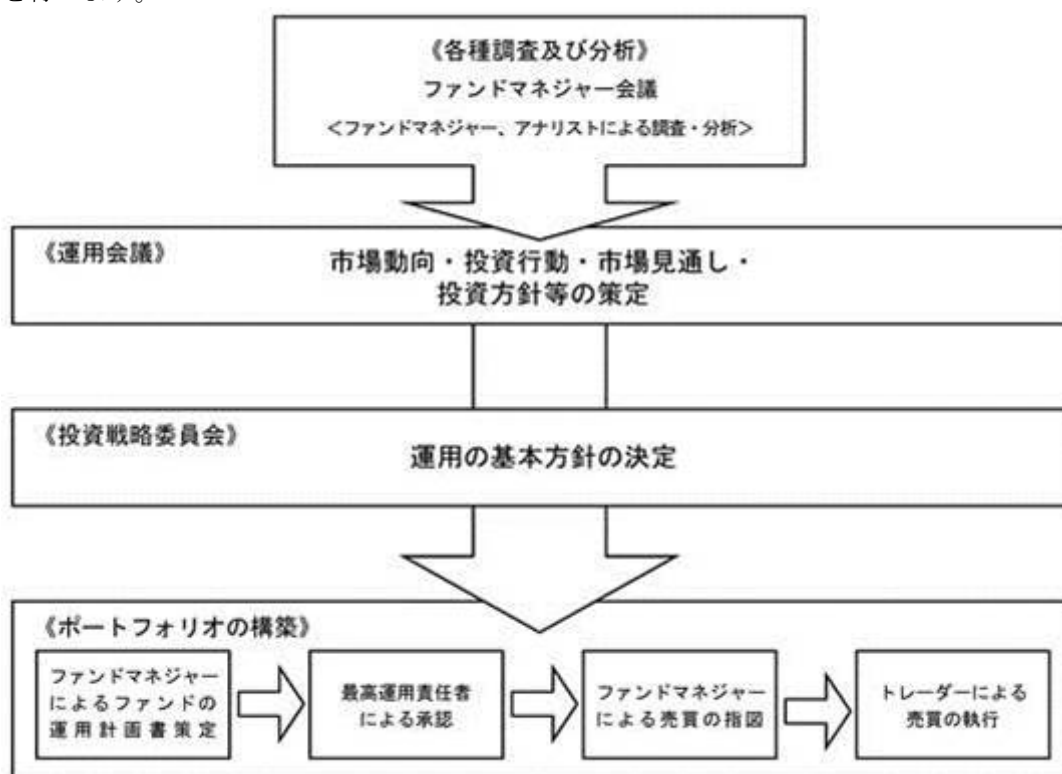 《各種調査及び分析》
ファンドマネジャー会議
＜ファンドマネジャー、アナリストによる調査・分析＞
《運用会議》
市場動向・投資行動・市場見通し・
投資方針等の策定
《投資戦略委員会》
運用の基本方針の決定
《ポートフォリオの構築》
ファンドマネジャー
によるファンドの
運用計画書策定
最高運用責任者
による承認
ファンドマネジャー
による売買の指図
トレーダーによる
売買の執行